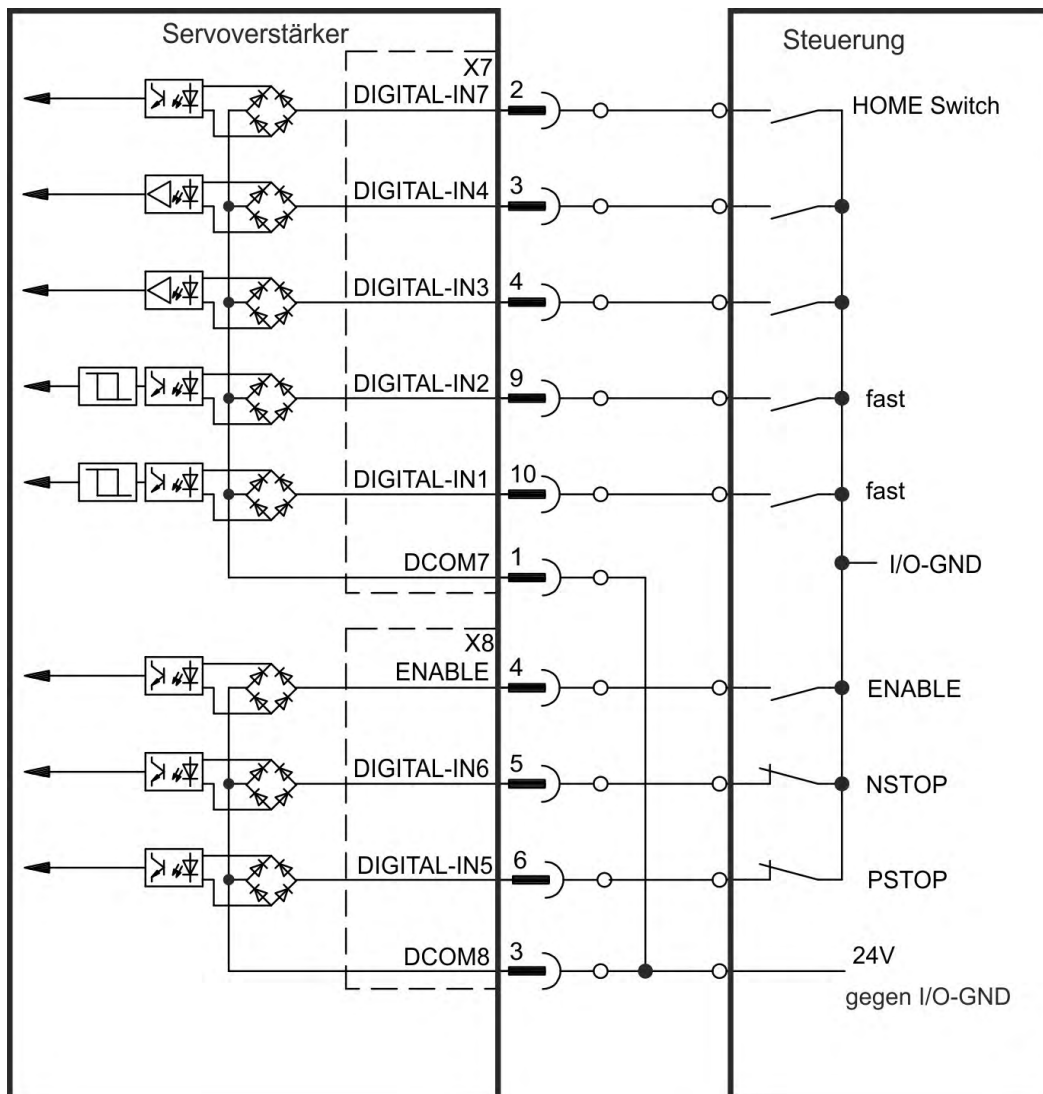 Servoverstärker
Steuerung
X7
DIGITAL-IN7
2
HOME Switch
DIGITAL-IN4
3
DIGITAL-IN3
4
DIGITAL-IN2
9
fast
DIGITAL-IN1
10
fast
DCOM7
1
I/O-GND
X8
ENABLE
4
ENABLE
DIGITAL-IN6
5
NSTOP
DIGITAL-IN5
6
PSTOP
DCOM8
3
24V
gegen I/O-GND